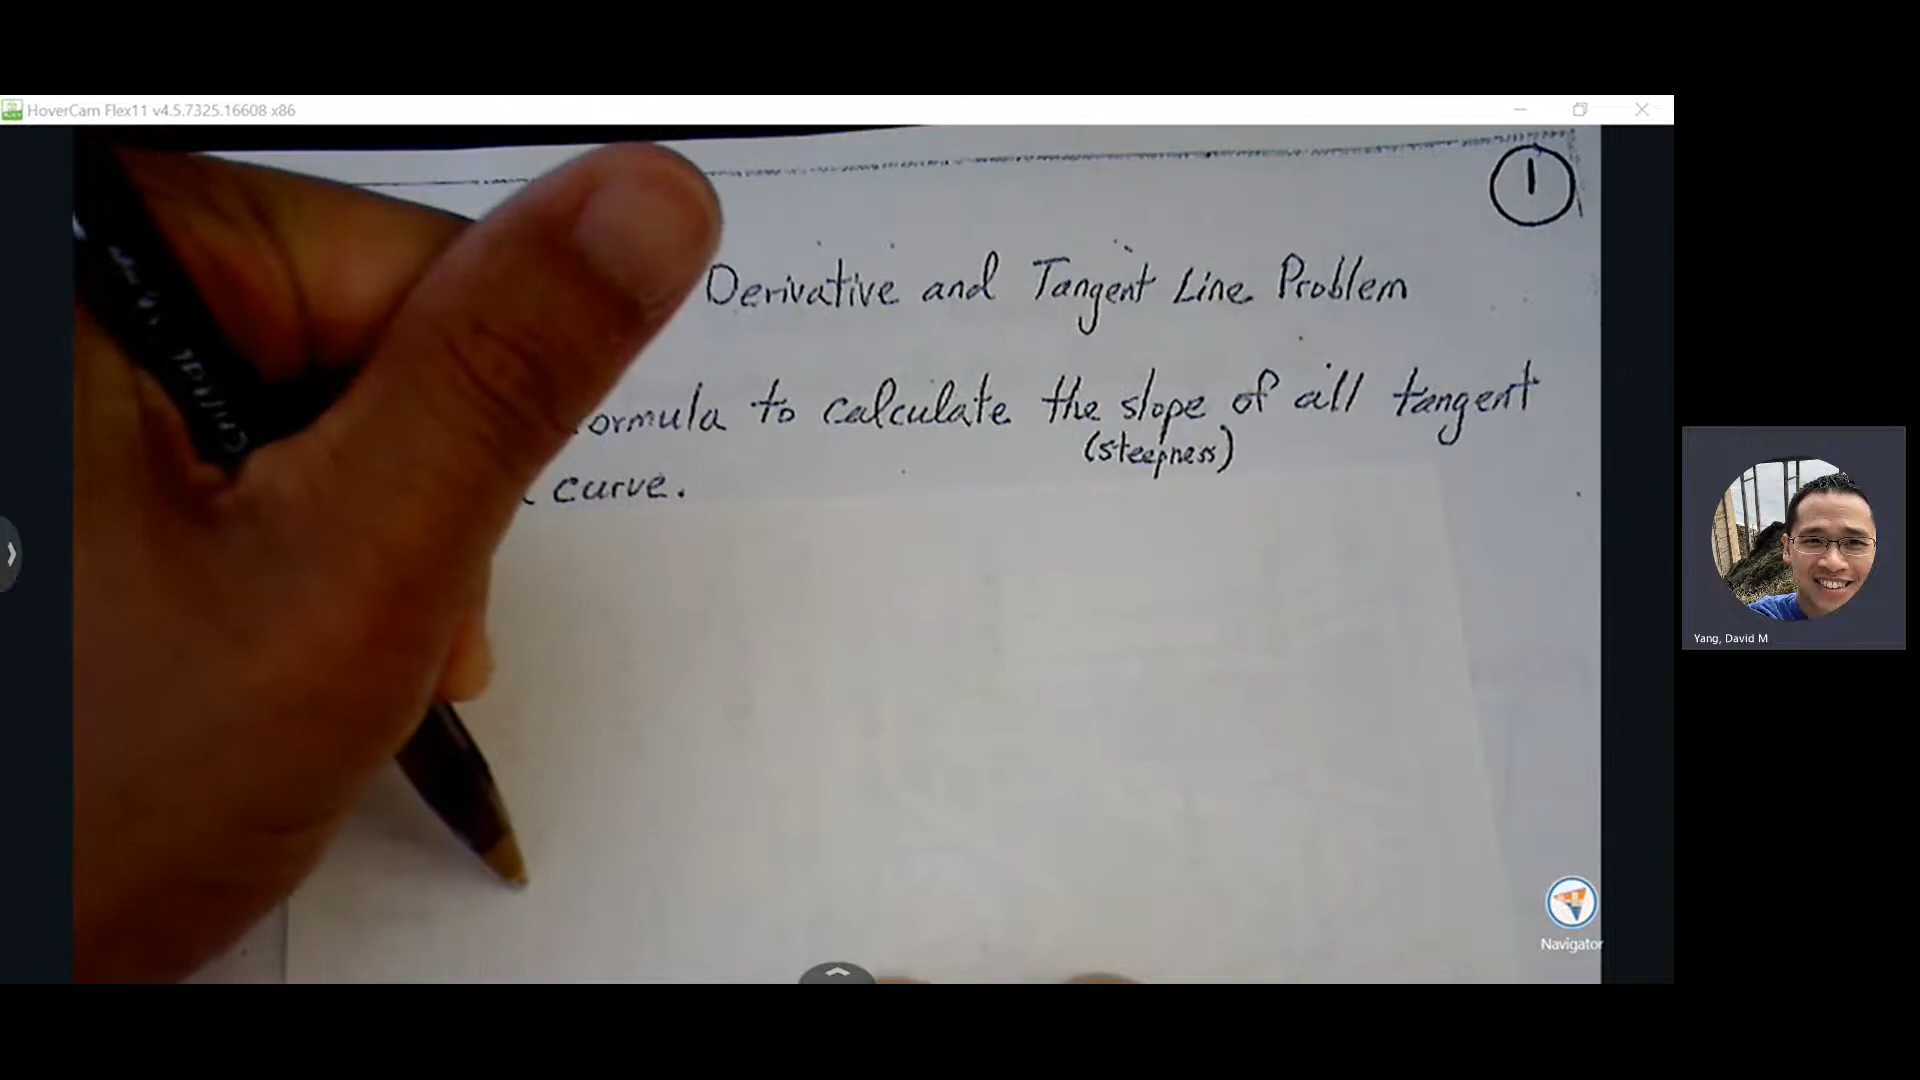 HoverCam Flex11 v4.5.7325.16608 x86
1
Derivative and Tangent Line Problem
ormula to calculate the slope of all tangent
(steepness)
curve.
Navigator
Yang, David M